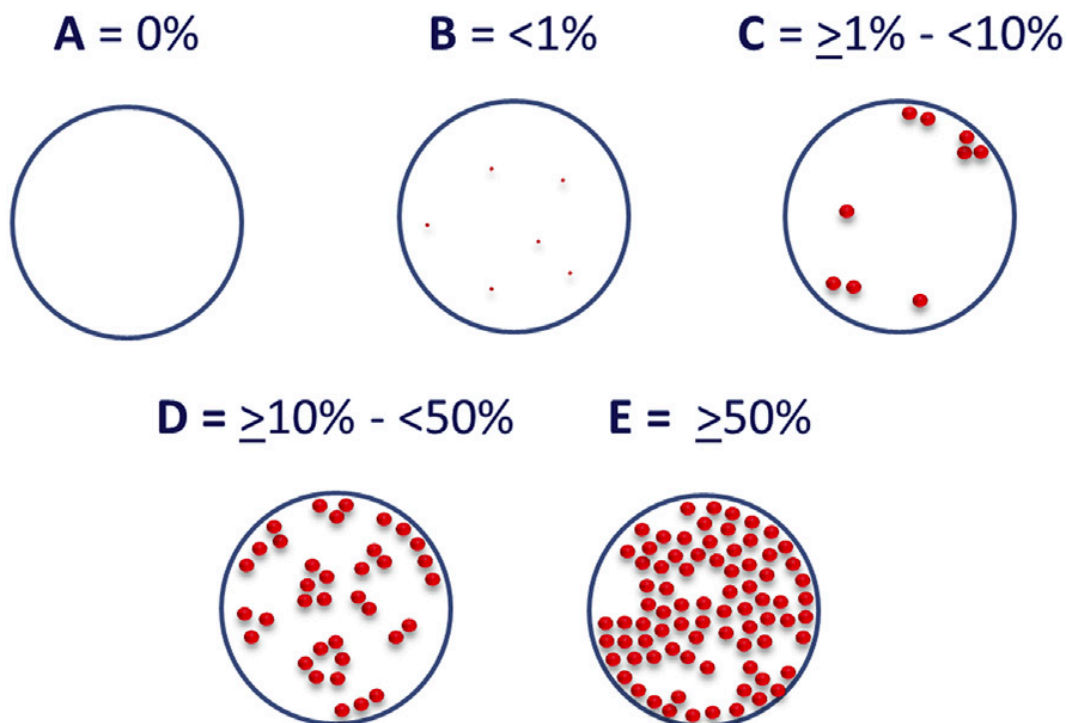 A = 0%
B = <1%
C = ≥1% - <10%
D = ≥10% - <50%
E = ≥50%